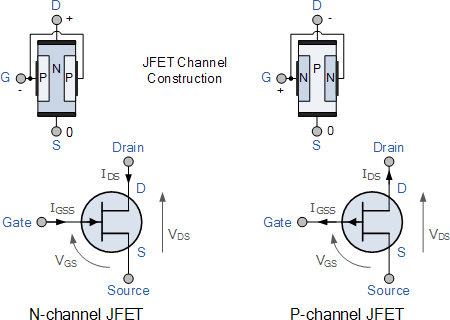 D + D -
JFET Channel
Construction
P N P N P N
G G
- +
0 0
S S
Drain Drain
IDS IDS
D D
IGSS IGSS
Gate Gate
VDS VDS
VGS S VGS S
Source Source
N-channel JFET P-channel JFET